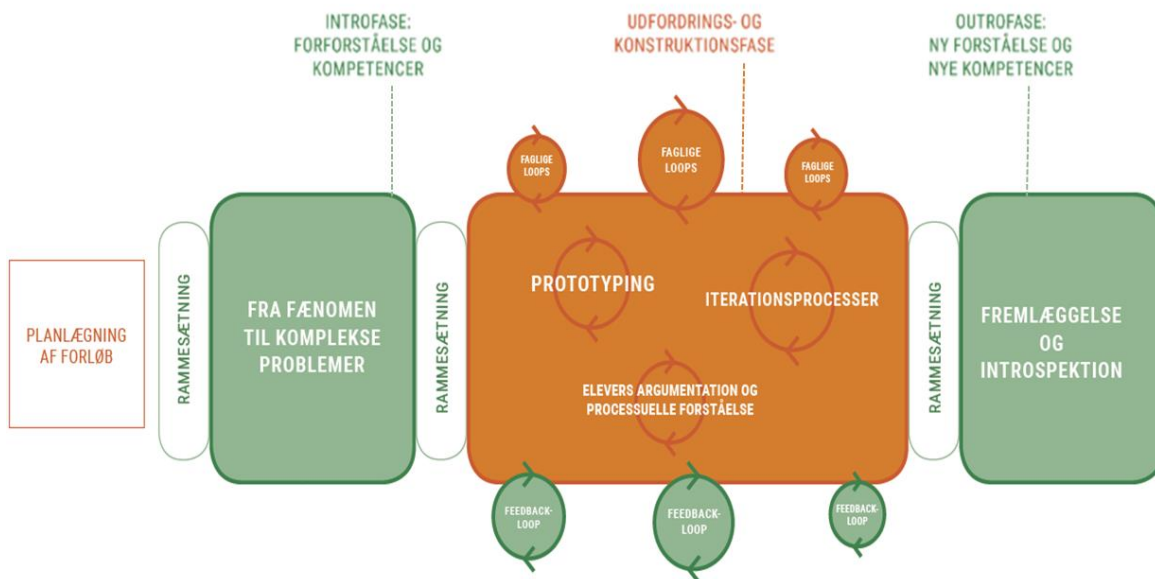 INTROFASE:
FORFORSTÅELSE OG
KOMPETENCER
UDFORDRINGS- OG
KONSTRUKTIONSFASE
OUTROFASE:
NY FORSTÅELSE OG
NYE KOMPETENCER
FAGLIGE
LOOPS
FAGLIGE
LOOPS
FAGLIGE
LOOPS
PLANLÆGNING
AF FORLØB
RAMMESÆTNING
FRA FÆNOMEN
TIL KOMPLEKSE
PROBLEMER
RAMMESÆTNING
PROTOTYPING
ITERATIONSPROCESSER
ELEVERS ARGUMENTATION OG
PROCESSUELLE FORSTÅELSE
RAMMESÆTNING
FREMLÆGGELSE
OG
INTROSPEKTION
FEEDBACK-
LOOP
FEEDBACK-
LOOP
FEEDBACK-
LOOP